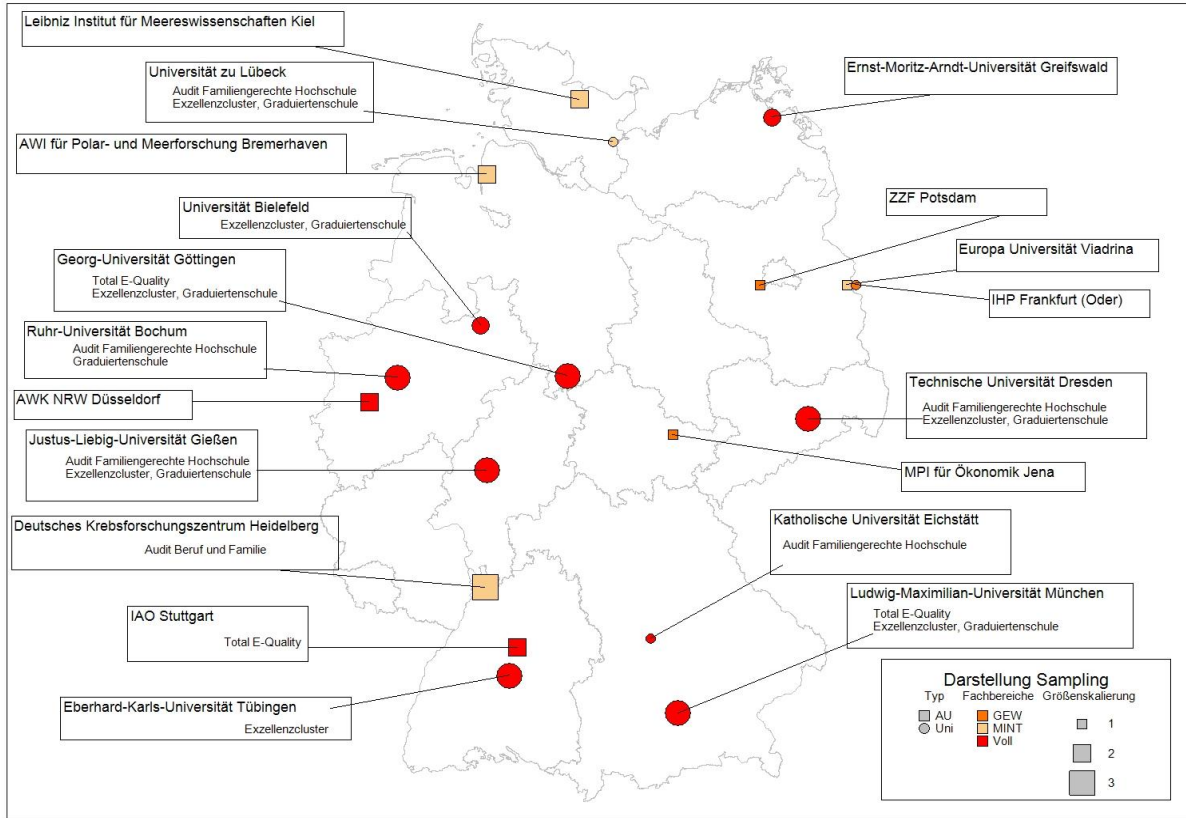 Leibniz Institut für Meereswissenschaften Kiel
Universität zu Lübeck
Audit Familiengerechte Hochschule
Exzellenzcluster, Graduiertenschule
AWI für Polar- und Meerforschung Bremerhaven
Universität Bielefeld
Exzellenzcluster, Graduiertenschule
Georg-Universität Göttingen
Total E-Quality
Exzellenzcluster, Graduiertenschule
Ruhr-Universität Bochum
Audit Familiengerechte Hochschule
Graduiertenschule
AWK NRW Düsseldorf
Justus-Liebig-Universität Gießen
Audit Familiengerechte Hochschule
Exzellenzcluster, Graduiertenschule
Deutsches Krebsforschungszentrum Heidelberg
Audit Beruf und Familie
IAO Stuttgart
Total E-Quality
Eberhard-Karls-Universität Tübingen
Exzellenzcluster
Ernst-Moritz-Arndt-Universität Greifswald
ZZF Potsdam
Europa Universität Viadrina
IHP Frankfurt (Oder)
Technische Universität Dresden
Audit Familiengerechte Hochschule
Exzellenzcluster, Graduiertenschule
MPI für Ökonomik Jena
Katholische Universität Eichstätt
Audit Familiengerechte Hochschule
Ludwig-Maximilian-Universität München
Total E-Quality
Exzellenzcluster, Graduiertenschule
Darstellung Sampling
Typ Fachbereiche Größenskalierung
AU GEW 1
Uni MINT
Voll
2
3